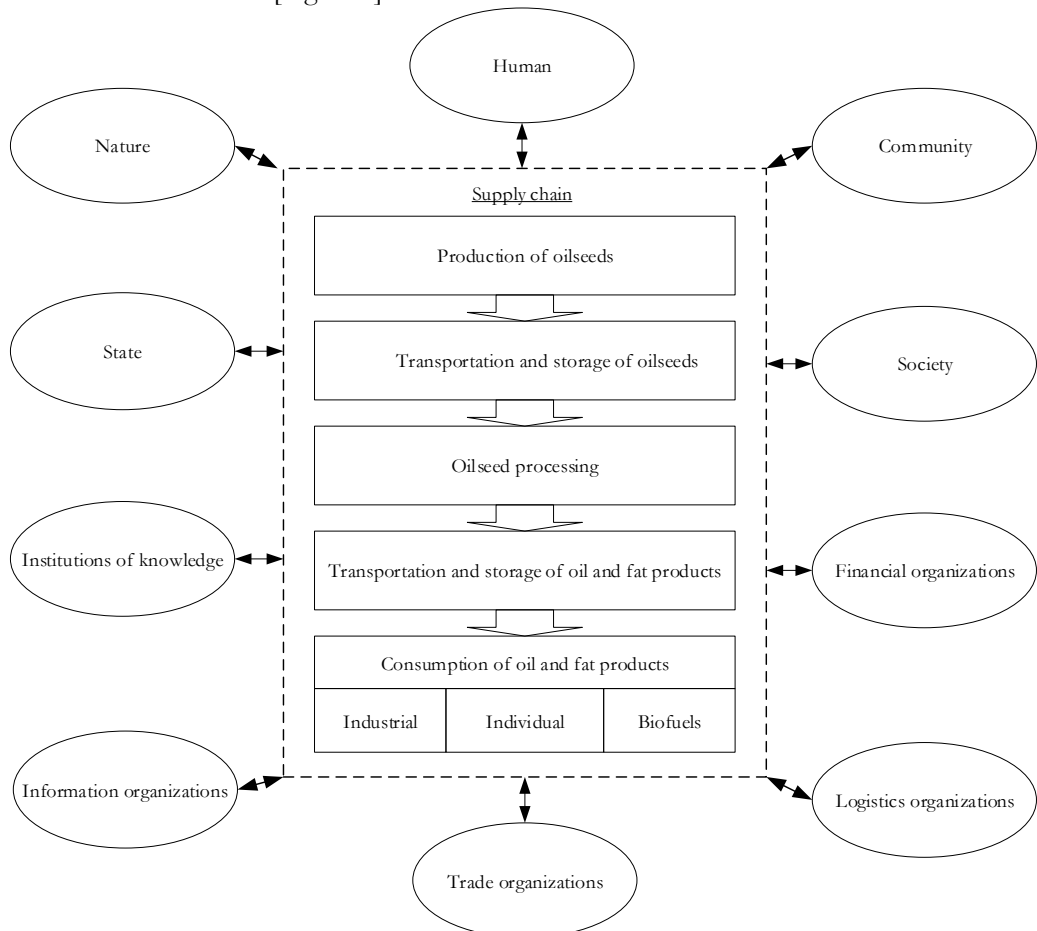 Human
Nature
Community
Supply chain
Production of oilseeds
State
Transportation and storage of oilseeds
Society
Oilseed processing
Institutions of knowledge
Transportation and storage of oil and fat products
Financial organizations
Consumption of oil and fat products
Industrial
Individual
Biofuels
Information organizations
Logistics organizations
Trade organizations